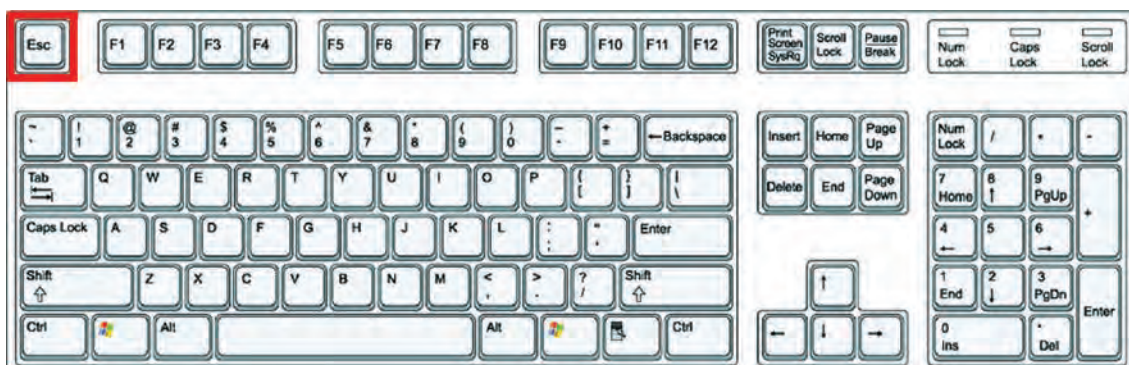 Esc F1 F2 F3 F4 F5 F6 F7 F8 F9 F10 F11 F12 Print Screen SysRq Scroll Lock Pause Break Num Lock Caps Lock Scroll Lock
~ ` ! 1 @ 2 # 3 $ 4 % 5 ^ 6 & 7 * 8 ( 9 ) 0 – - + = ←Backspace Insert Home Page Up Num Lock / * -
Tab Q W E R T Y U I O P { [ } ] | \ Delete End Page Down 7 Home 8 ↑ 9 PgUp +
Caps Lock A S D F G H J K L : ; " ' Enter 4 ← 5 6 →
Shift Z X C V B N M < , > . ? / Shift ↑ 1 End 2 ↓ 3 PgDn Enter
Ctrl Alt Alt Ctrl ← ↓ → 0 Ins . Del